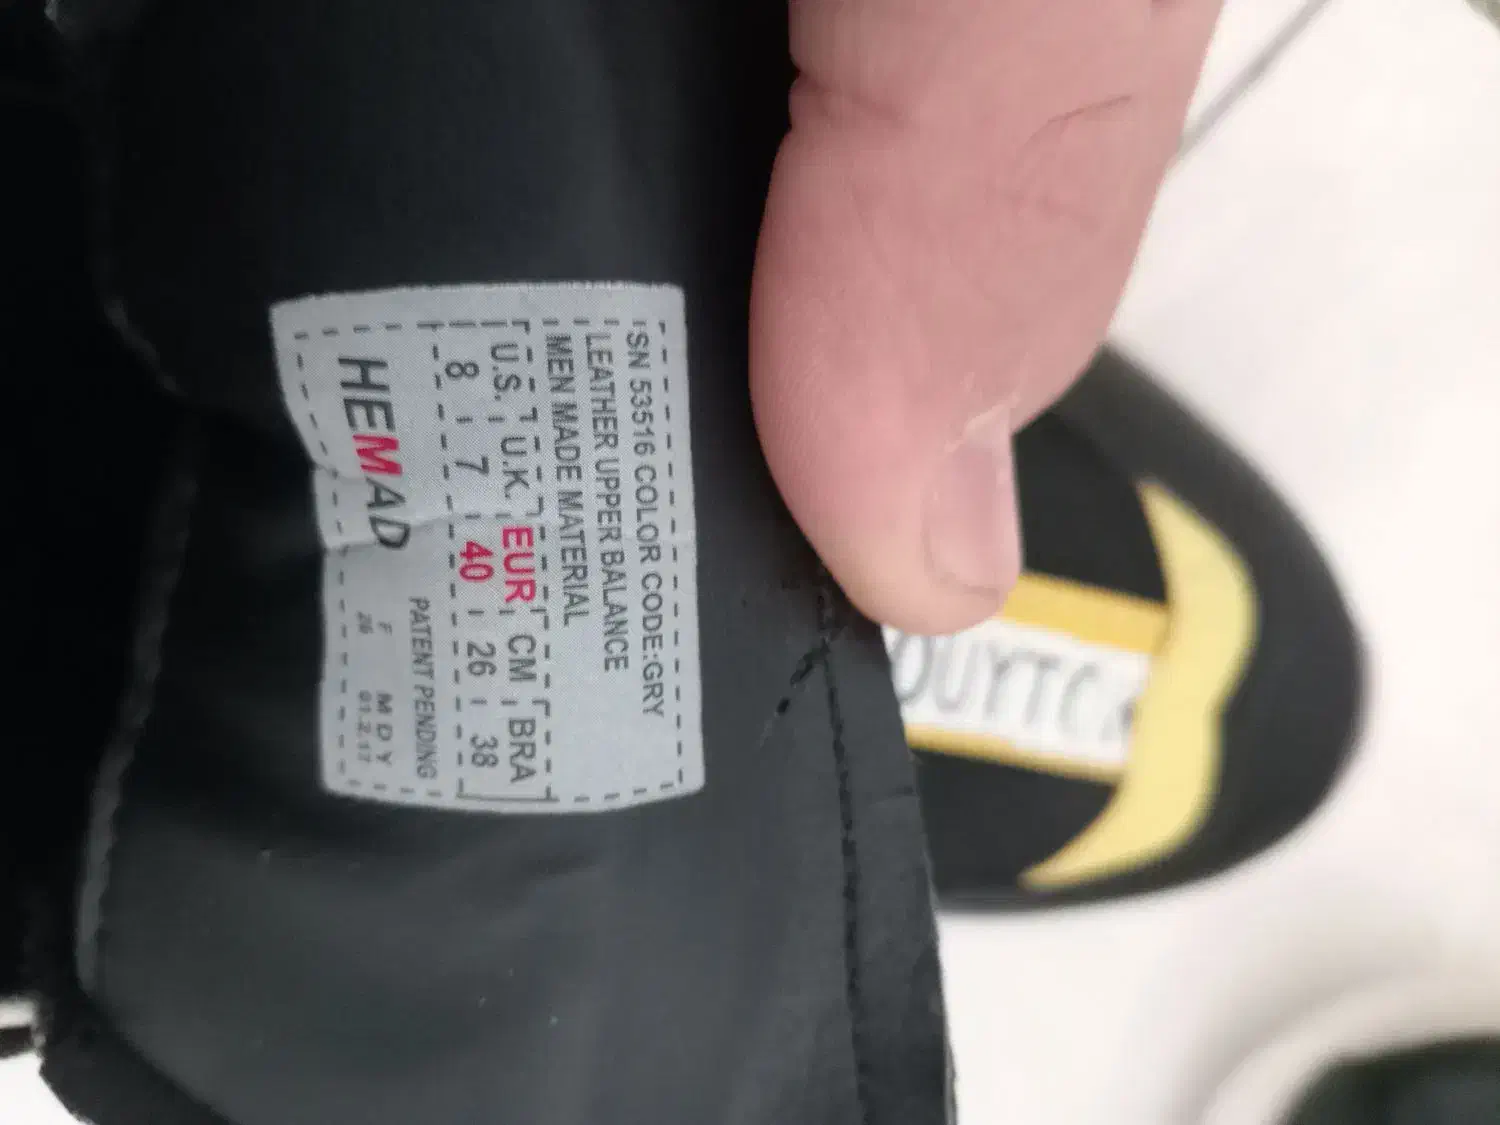 SN 53516 COLOR CODE:GRY
LEATHER UPPER BALANCE
MEN MADE MATERIAL
U.S. U.K. EUR CM BRA
8 7 40 26 38
PATENT PENDING
HEMAD
F M D Y
26 01.2.17